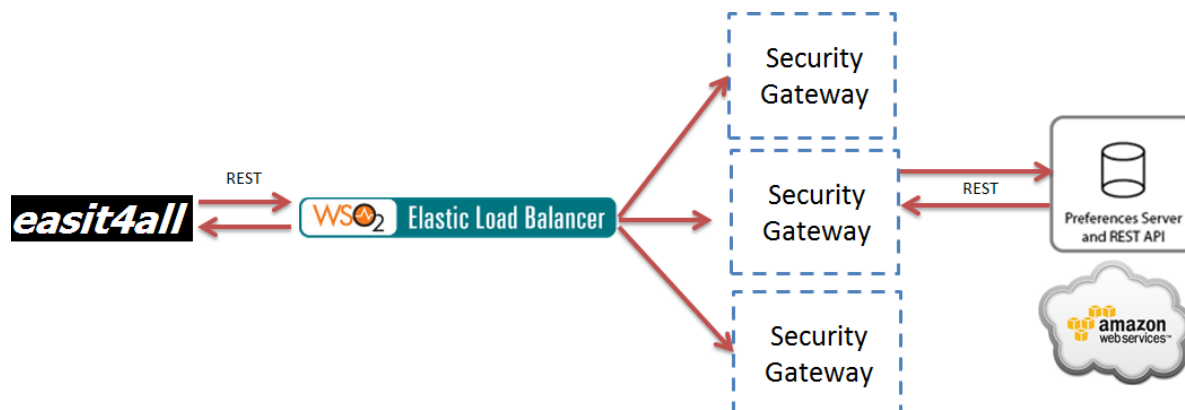 easit4all
REST
WSO2 Elastic Load Balancer
Security
Gateway
Security
Gateway
Security
Gateway
REST
Preferences Server
and REST API
amazon
webservices™